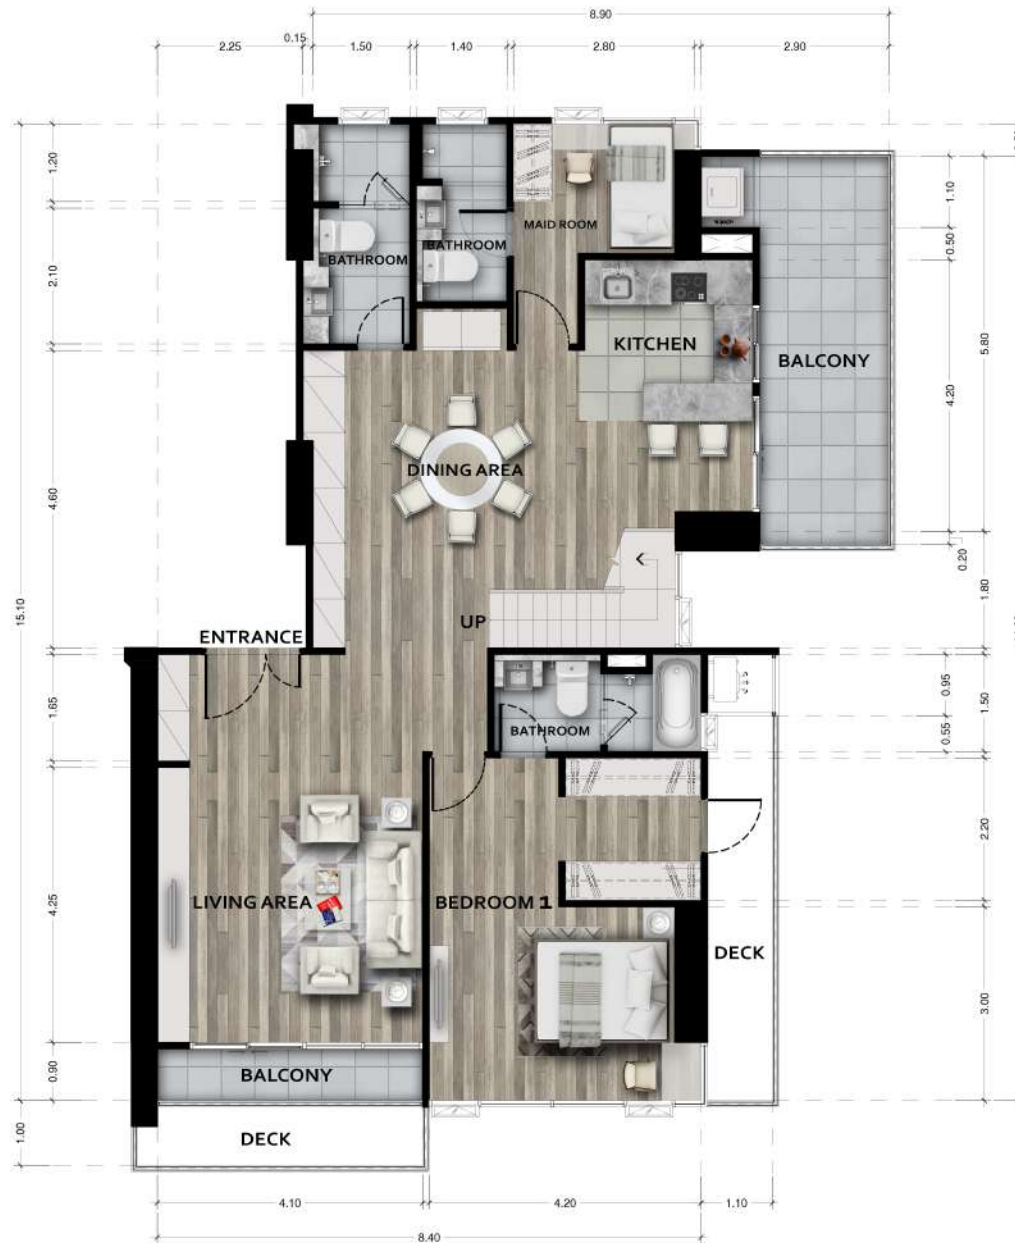 8.90
2.25
0.15
1.50
1.40
2.80
2.90
1.20
1.10
MAID ROOM
0.50
BATHROOM
BATHROOM
2.10
KITCHEN
BALCONY
5.80
4.20
DINING AREA
4.60
0.20
15.10
1.80
UP
ENTRANCE
0.95
1.50
1.65
BATHROOM
0.55
2.20
LIVING AREA
BEDROOM 1
4.25
DECK
3.00
BALCONY
0.90
DECK
1.00
4.10
4.20
1.10
8.40